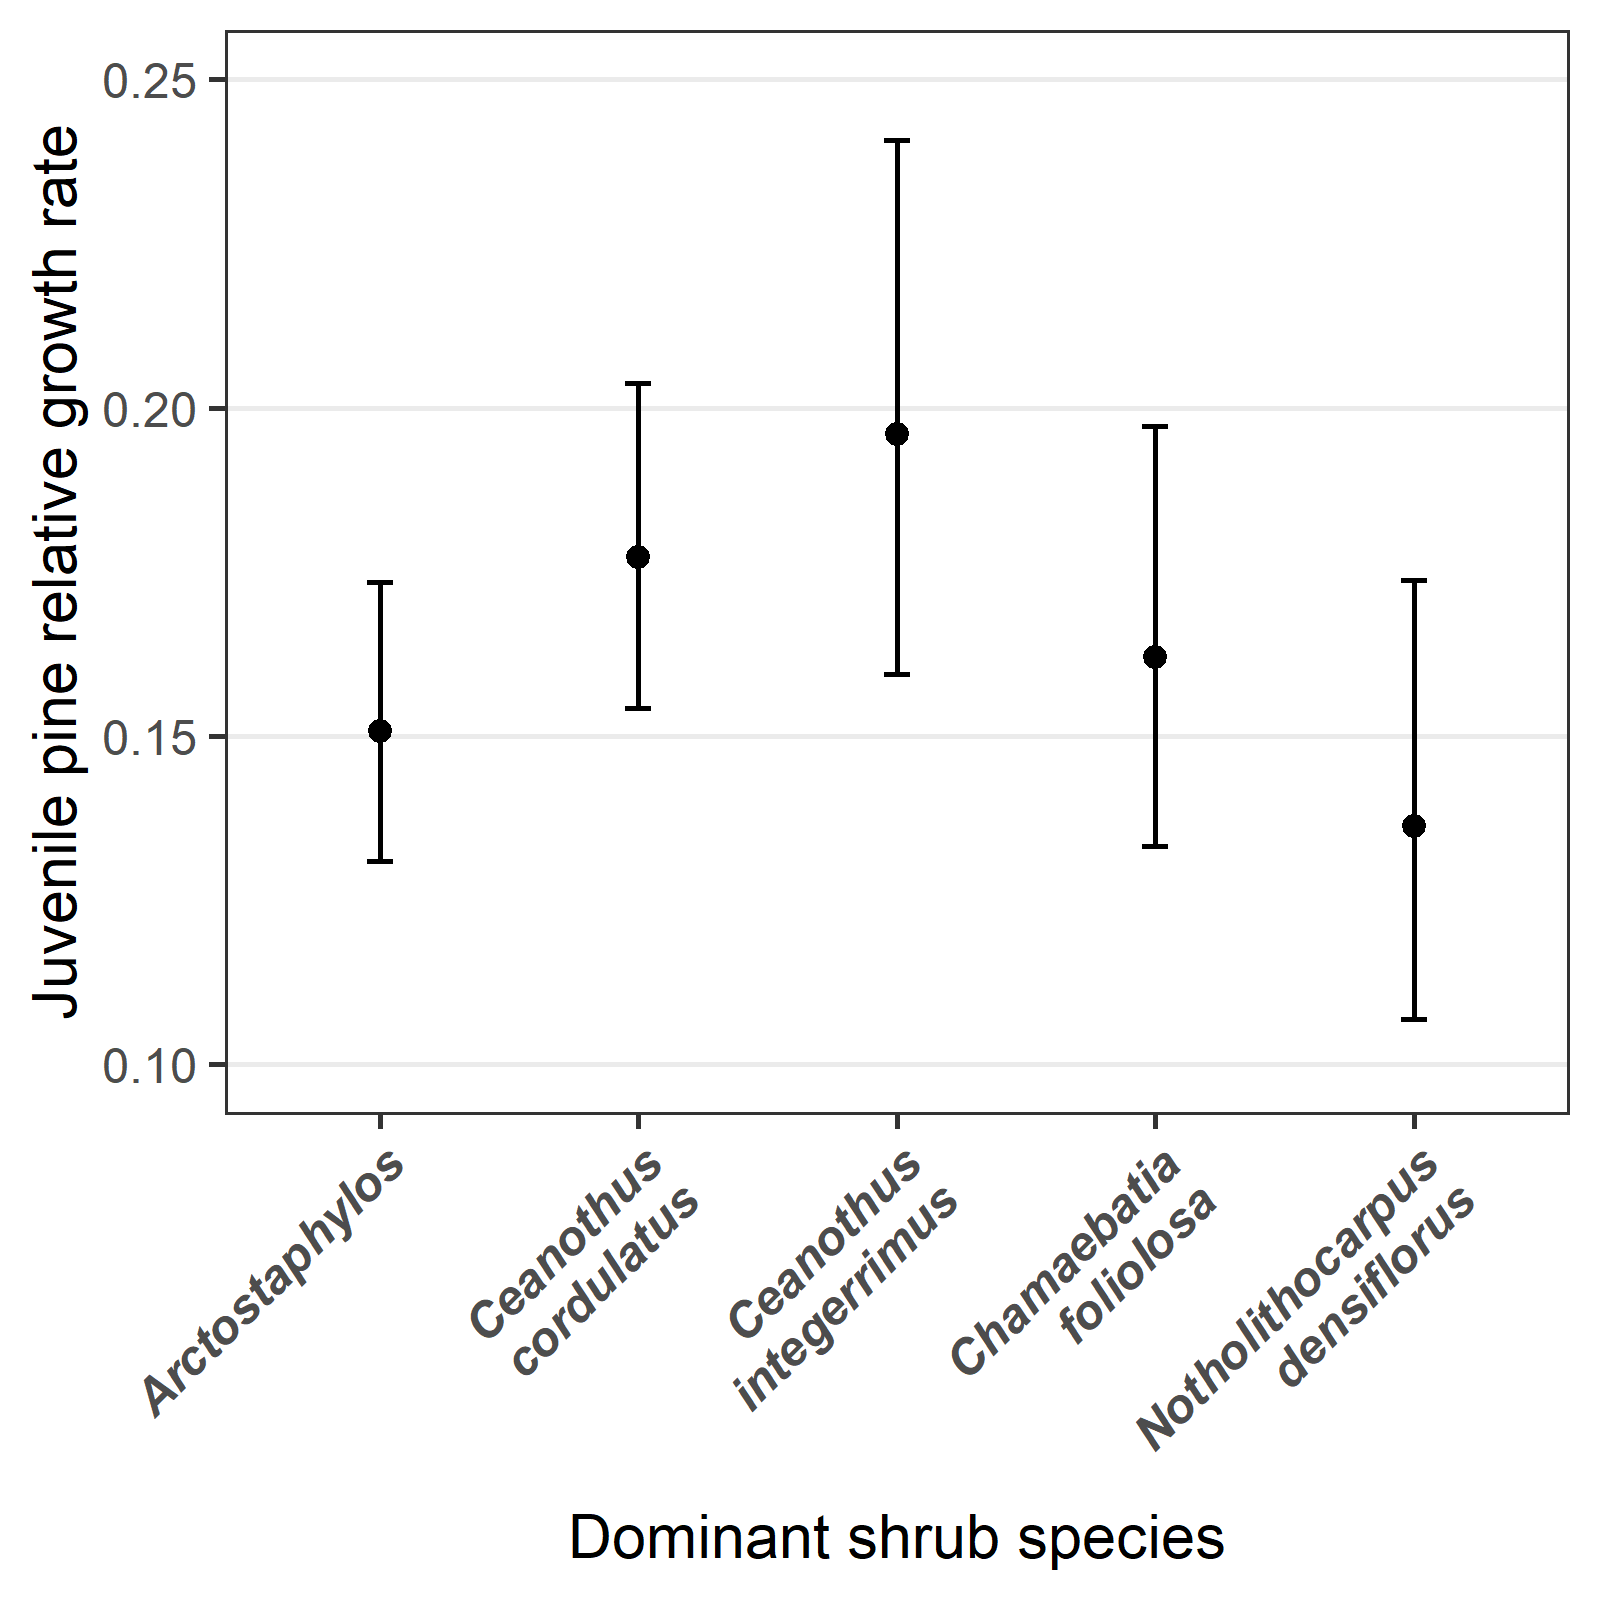 Juvenile pine relative growth rate
0.25
0.20
0.15
0.10
Arctostaphylos
Ceanothus
cordulatus
Ceanothus
integerrimus
Chamaebatia
foliolosa
Notholithocarpus
densiflorus
Dominant shrub species